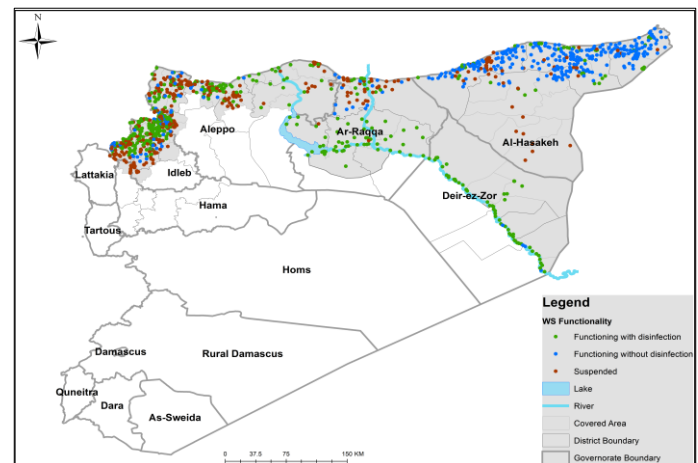 N
Aleppo
Ar-Raqqa
Al-Hasakeh
Lattakia
Idleb
Deir-ez-Zor
Hama
Tartous
Homs
Damascus
Rural Damascus
Quneitra
Dara
As-Sweida
0 37.5 75 150 KM
Legend
WS Functionality
Functioning with disinfection
Functioning without disinfection
Suspended
Lake
River
Covered Area
District Boundary
Governorate Boundary